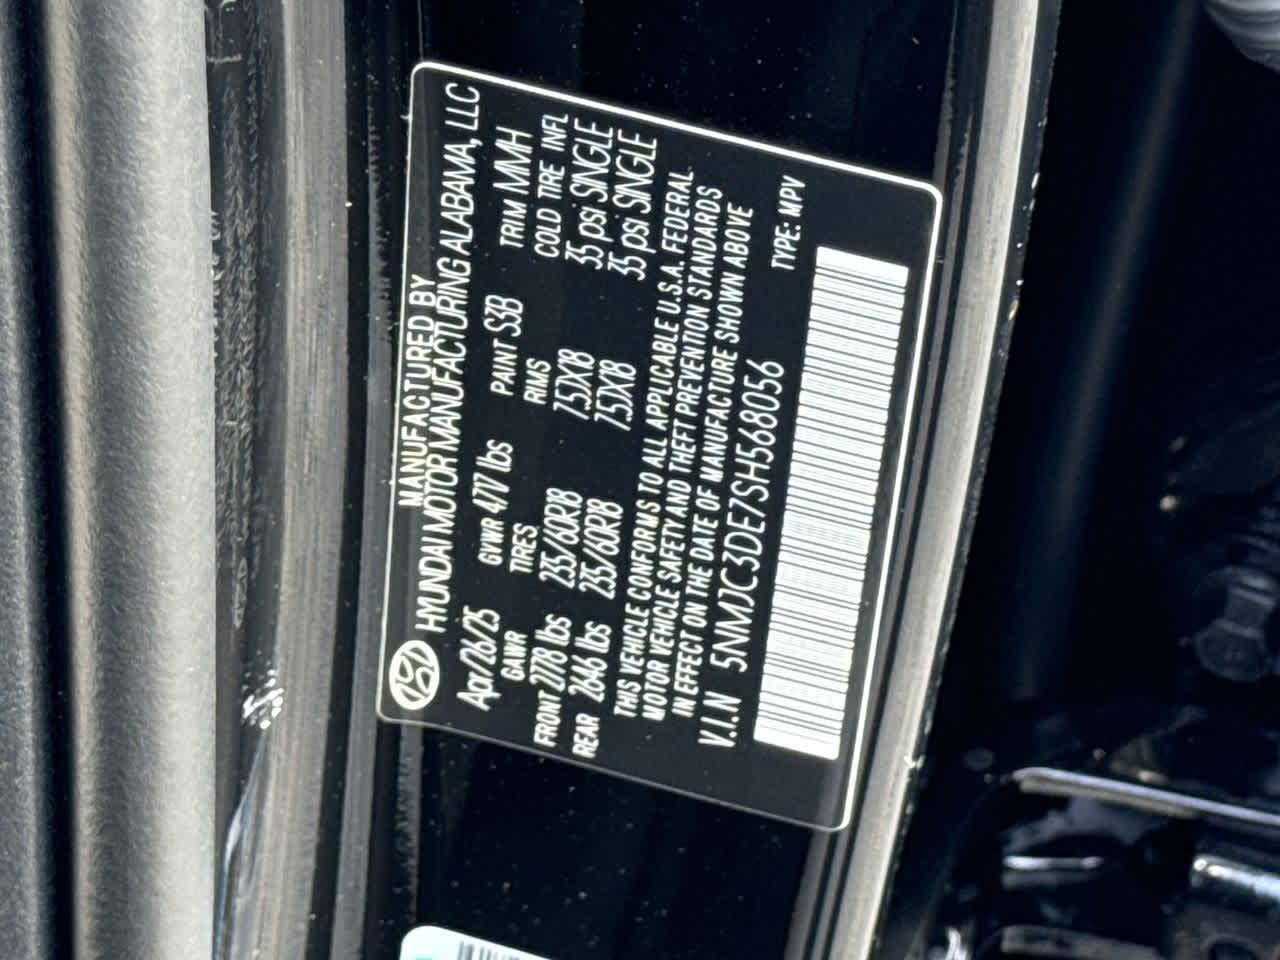 MANUFACTURED BY
HYUNDAI MOTOR MANUFACTURING ALABAMA, LLC
Apr/26/25 GVWR 4717 lbs PAINT S3B TRIM MMH
GAWR TIRES RIMS COLD TIRE INFL
FRONT 2778 lbs 235/60R18 7.5JX18 35 psi SINGLE
REAR 2646 lbs 235/60R18 7.5JX18 35 psi SINGLE
THIS VEHICLE CONFORMS TO ALL APPLICABLE U.S.A. FEDERAL
MOTOR VEHICLE SAFETY AND THEFT PREVENTION STANDARDS
IN EFFECT ON THE DATE OF MANUFACTURE SHOWN ABOVE
V.I.N 5NMJC3DE7SH568056 TYPE: MPV